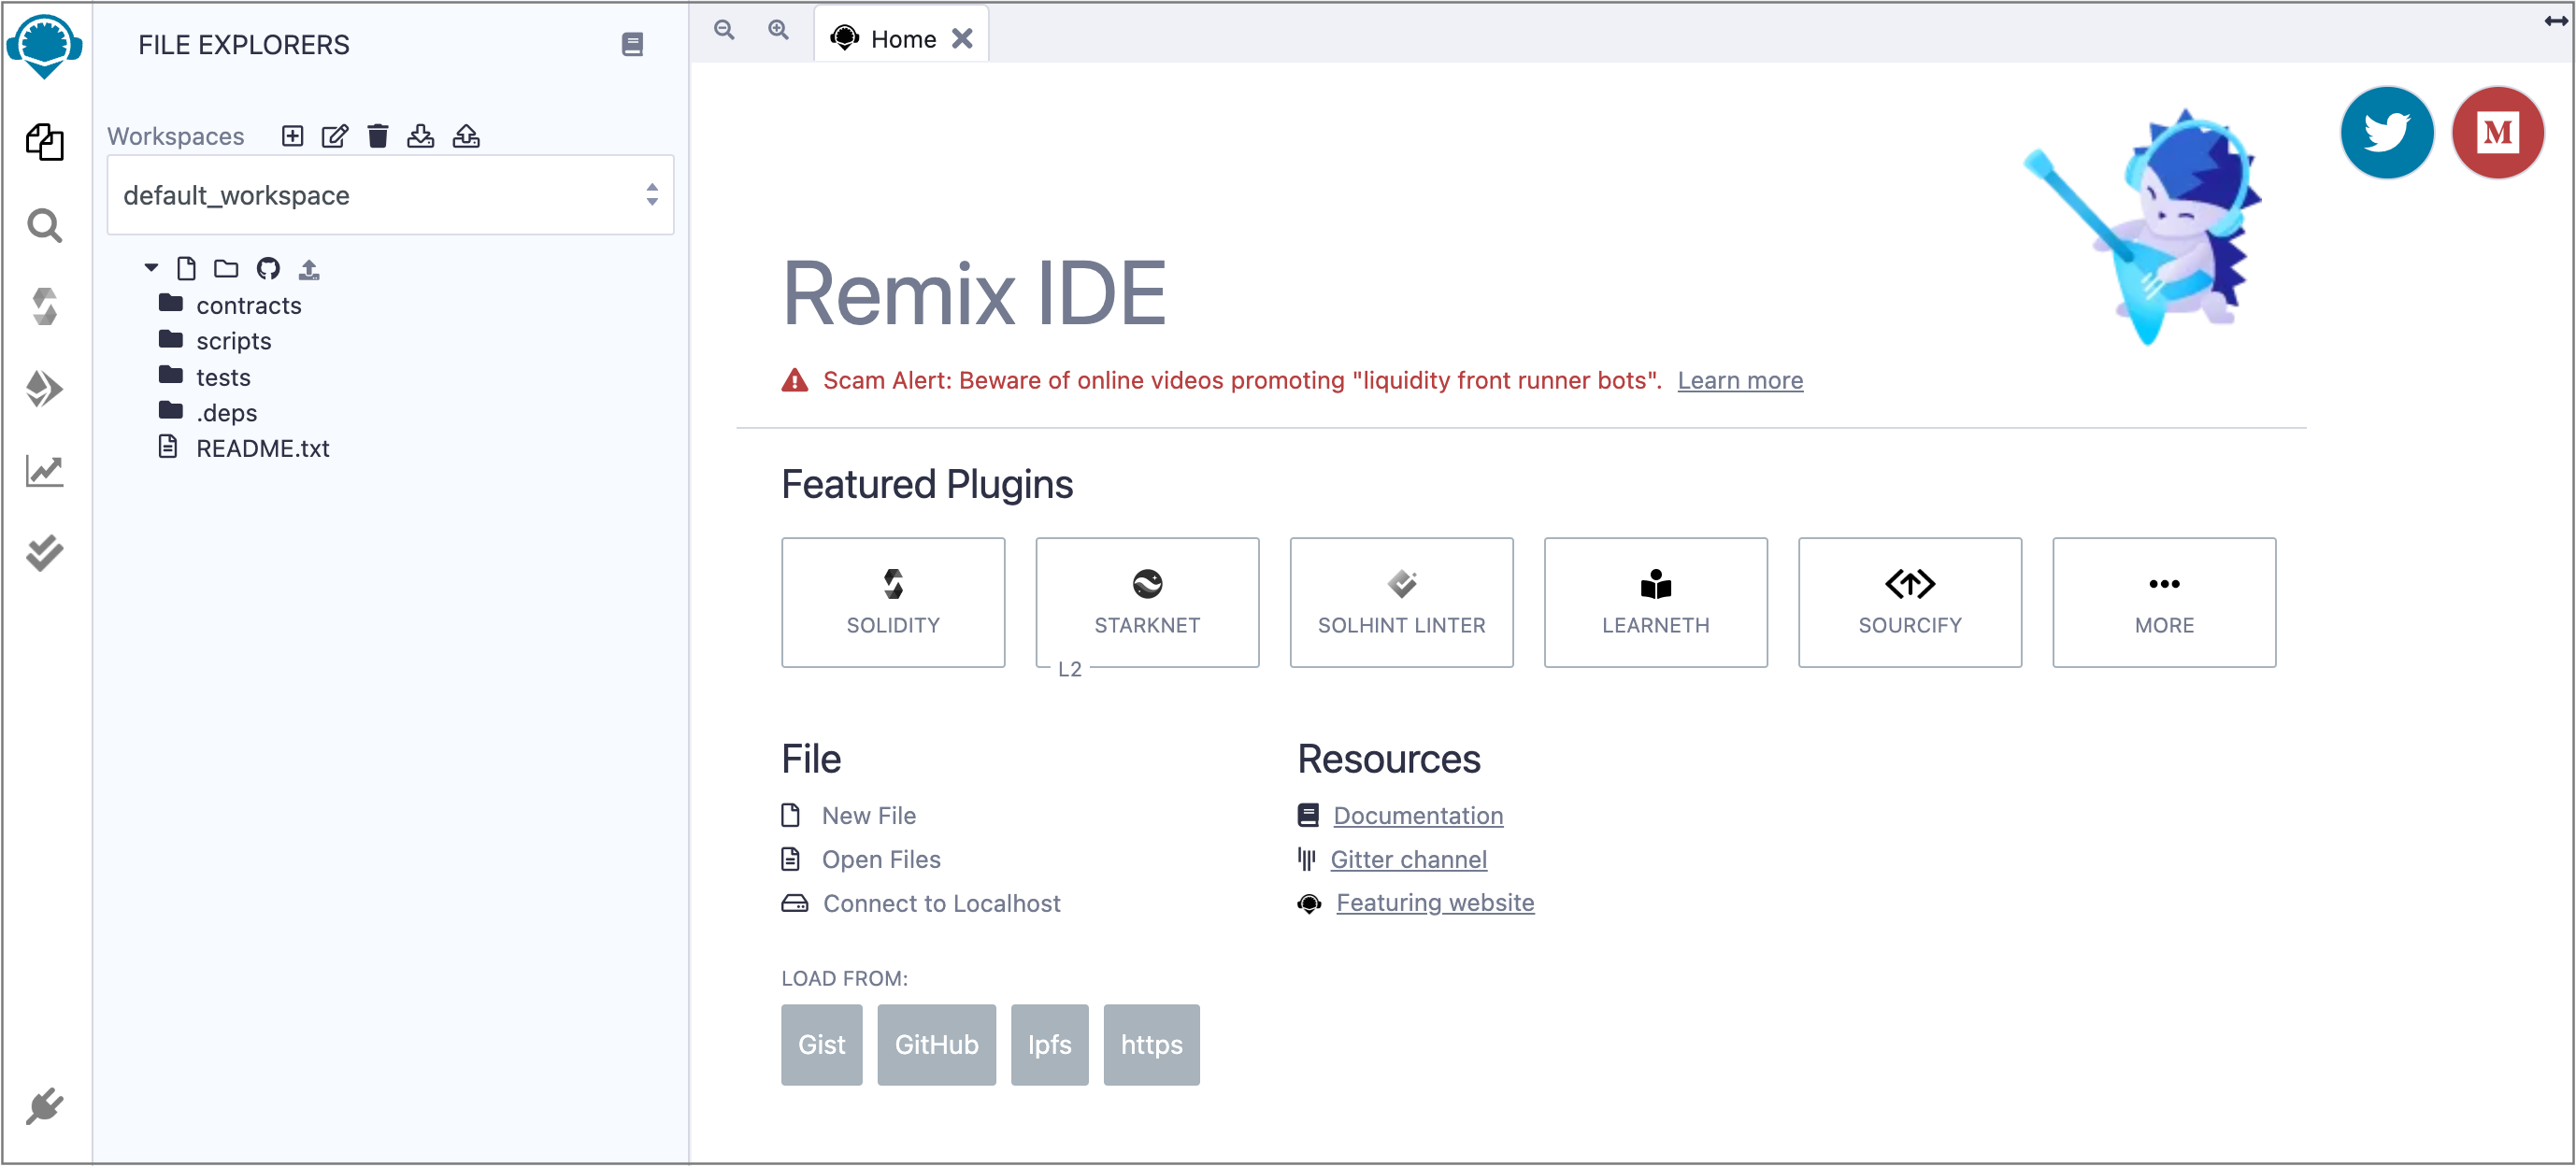 FILE EXPLORERS
Home
Workspaces
default_workspace
contracts
scripts
tests
.deps
README.txt
M
Remix IDE
Scam Alert: Beware of online videos promoting "liquidity front runner bots". Learn more
Featured Plugins
SOLIDITY
STARKNET
L2
SOLHINT LINTER
LEARNETH
SOURCIFY
MORE
File
New File
Open Files
Connect to Localhost
Resources
Documentation
Gitter channel
Featuring website
LOAD FROM:
Gist
GitHub
Ipfs
https